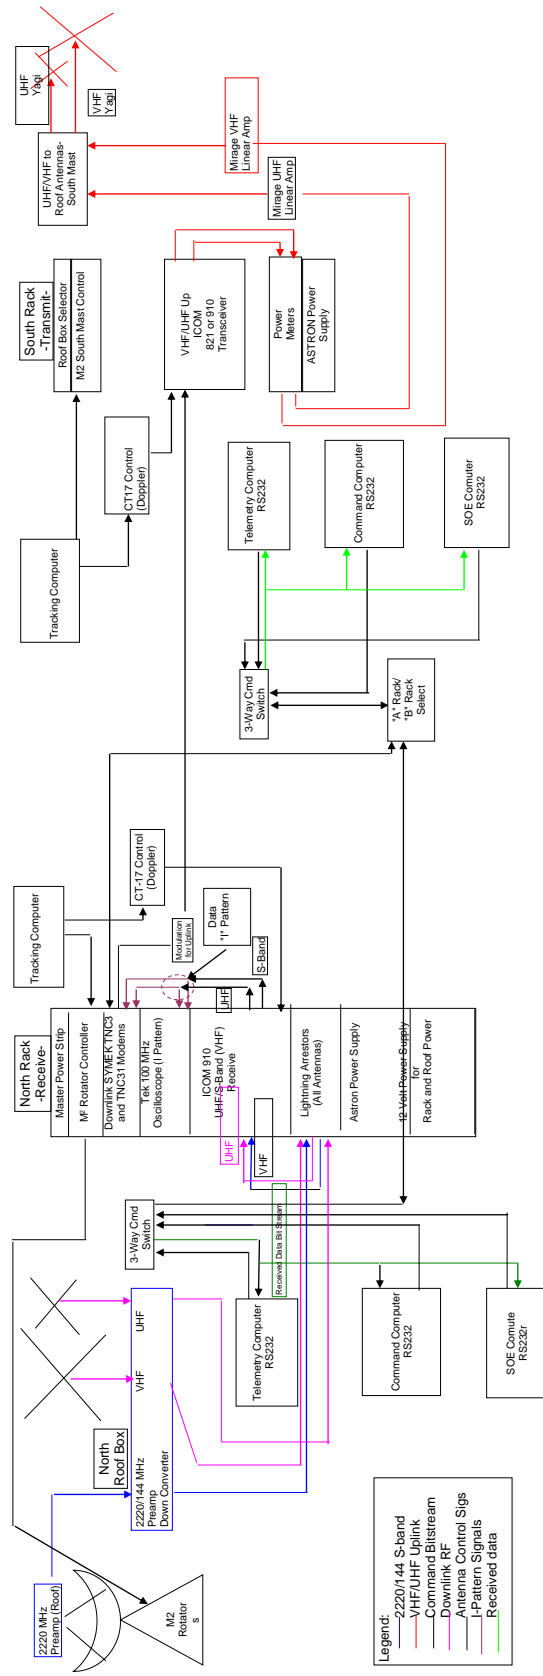 2220 MHz
Preamp (Roof)
M2
Rotator
s
North
Roof Box
2220/144 MHz
Preamp
Down Converter
VHF
UHF
Legend:
2220/144 S-band
VHF/UHF Uplink
Command Bitstream
Downlink RF
Antenna Control Sigs
I-Pattern Signals
Received data
3-Way Cmd
Switch
Telemetry Computer
RS232
Received Data Bit Stream
Command Computer
RS232
SOE Comute
RS232r
North Rack
-Receive-
Master Power Strip
M² Rotator Controller
Downlink SYMEK TNC3
and TNC31 Modems
Tek 100 MHz
Oscilloscope (I Pattern)
ICOM 910
UHF/S-Band (VHF)
Receive
Lightning Arrestors
(All Antennas)
Astron Power Supply
12 Volt Power Supply
for
Rack and Roof Power
UHF
VHF
UHF
S-Band
Tracking Computer
CT-17 Control
(Doppler)
Modulation
for Uplink
Data
"I" Pattern
3-Way Cmd
Switch
"A" Rack/
"B" Rack
Select
Telemetry Computer
RS232
Command Computer
RS232
SOE Comuter
RS232
Tracking Computer
CT17 Control
(Doppler)
South Rack
-Transmit-
Roof Box Selector
M2 South Mast Control
VHF/UHF Up
ICOM
821 or 910
Transceiver
Power
Meters
ASTRON Power
Supply
UHF/VHF to
Roof Antennas-
South Mast
Mirage UHF
Linear Amp
Mirage VHF
Linear Amp
UHF
Yagi
VHF
Yagi